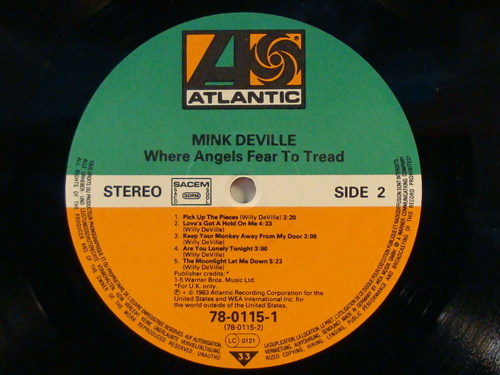 ATLANTIC
MINK DEVILLE
Where Angels Fear To Tread
STEREO
SACEM
SDRM
SIDE 2
1. Pick Up The Pieces (Willy DeVille) 3:20
2. Love's Got A Hold On Me 4:33
(Willy DeVille)
3. Keep Your Monkey Away From My Door 3:08
(Willy DeVille)
4. Are You Lonely Tonight 3:00
(Willy DeVille)
5. The Moonlight Let Me Down 5:23
(Willy DeVille)
Publisher credits:*
1-5 Warner Bros. Music Ltd.
*For U.K. only.
℗ + © 1983 Atlantic Recording Corporation for the
United States and WEA International Inc. for
the world outside of the United States.
78-0115-1
(78-0115-2)
LC 0121
33